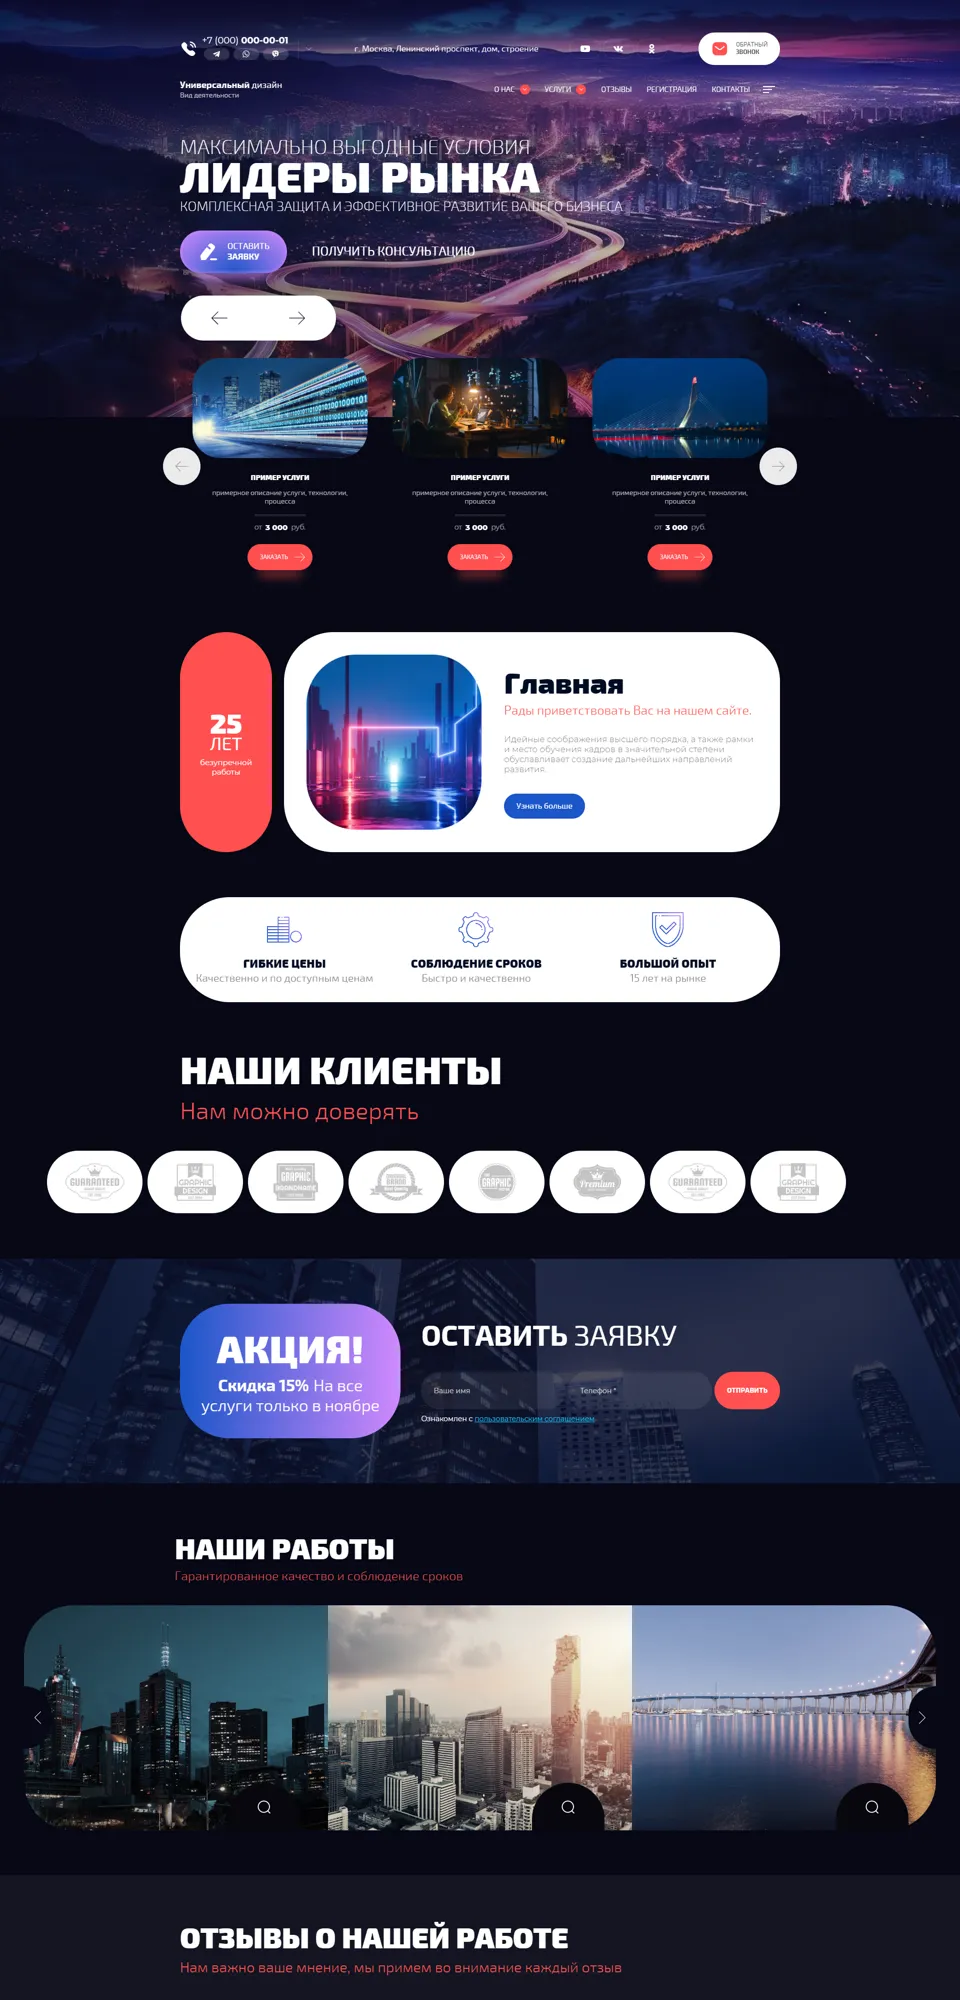 +7 (000) 000-00-01
г. Москва, Ленинский проспект, дом, строение
ОБРАТНЫЙ
ЗВОНОК
Универсальный дизайн
Вид деятельности
О НАС
УСЛУГИ
ОТЗЫВЫ
РЕГИСТРАЦИЯ
КОНТАКТЫ
МАКСИМАЛЬНО ВЫГОДНЫЕ УСЛОВИЯ
ЛИДЕРЫ РЫНКА
КОМПЛЕКСНАЯ ЗАЩИТА И ЭФФЕКТИВНОЕ РАЗВИТИЕ ВАШЕГО БИЗНЕСА
ОСТАВИТЬ
ЗАЯВКУ
ПОЛУЧИТЬ КОНСУЛЬТАЦИЮ
ПРИМЕР УСЛУГИ
примерное описание услуги, технологии,
процесса
от 3 000 руб.
ЗАКАЗАТЬ
ПРИМЕР УСЛУГИ
примерное описание услуги, технологии,
процесса
от 3 000 руб.
ЗАКАЗАТЬ
ПРИМЕР УСЛУГИ
примерное описание услуги, технологии,
процесса
от 3 000 руб.
ЗАКАЗАТЬ
25
ЛЕТ
безупречной
работы
Главная
Рады приветствовать Вас на нашем сайте.
Идейные соображения высшего порядка, а также рамки
и место обучения кадров в значительной степени
обуславливает создание дальнейших направлений
развития.
Узнать больше
ГИБКИЕ ЦЕНЫ
Качественно и по доступным ценам
СОБЛЮДЕНИЕ СРОКОВ
Быстро и качественно
БОЛЬШОЙ ОПЫТ
15 лет на рынке
НАШИ КЛИЕНТЫ
Нам можно доверять
GUARANTEED
GRAPHIC
DESIGN
GRAPHIC
Premium
GUARANTEED
GRAPHIC
DESIGN
АКЦИЯ!
Скидка 15% На все
услуги только в ноябре
ОСТАВИТЬ ЗАЯВКУ
Ваше имя
Телефон *
ОТПРАВИТЬ
Ознакомлен с пользовательским соглашением
НАШИ РАБОТЫ
Гарантированное качество и соблюдение сроков
ОТЗЫВЫ О НАШЕЙ РАБОТЕ
Нам важно ваше мнение, мы примем во внимание каждый отзыв